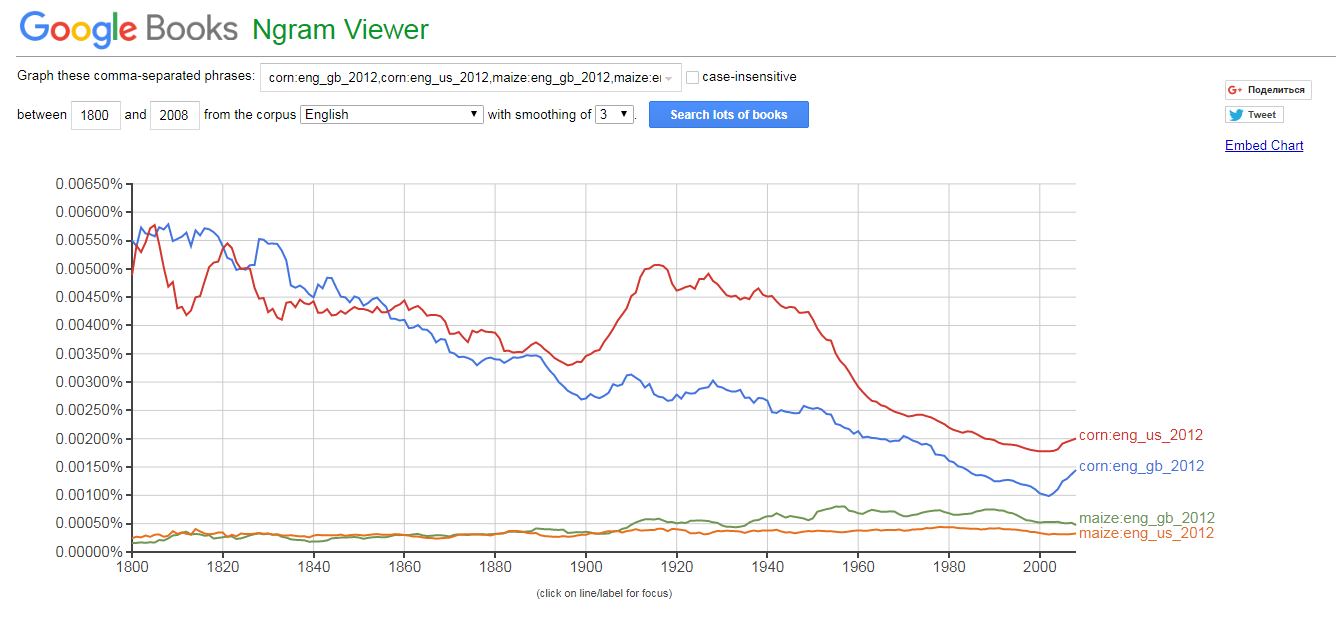 Google Books Ngram Viewer
Graph these comma-separated phrases: corn:eng_gb_2012,corn:eng_us_2012,maize:eng_gb_2012,maize:e case-insensitive
between 1800 and 2008 from the corpus English with smoothing of 3 .
Search lots of books
G+ Поделиться
Tweet
Embed Chart
0.00650%
0.00600%
0.00550%
0.00500%
0.00450%
0.00400%
0.00350%
0.00300%
0.00250%
0.00200%
0.00150%
0.00100%
0.00050%
0.00000%
corn:eng_us_2012
corn:eng_gb_2012
maize:eng_gb_2012
maize:eng_us_2012
1800 1820 1840 1860 1880 1900 1920 1940 1960 1980 2000
(click on line/label for focus)